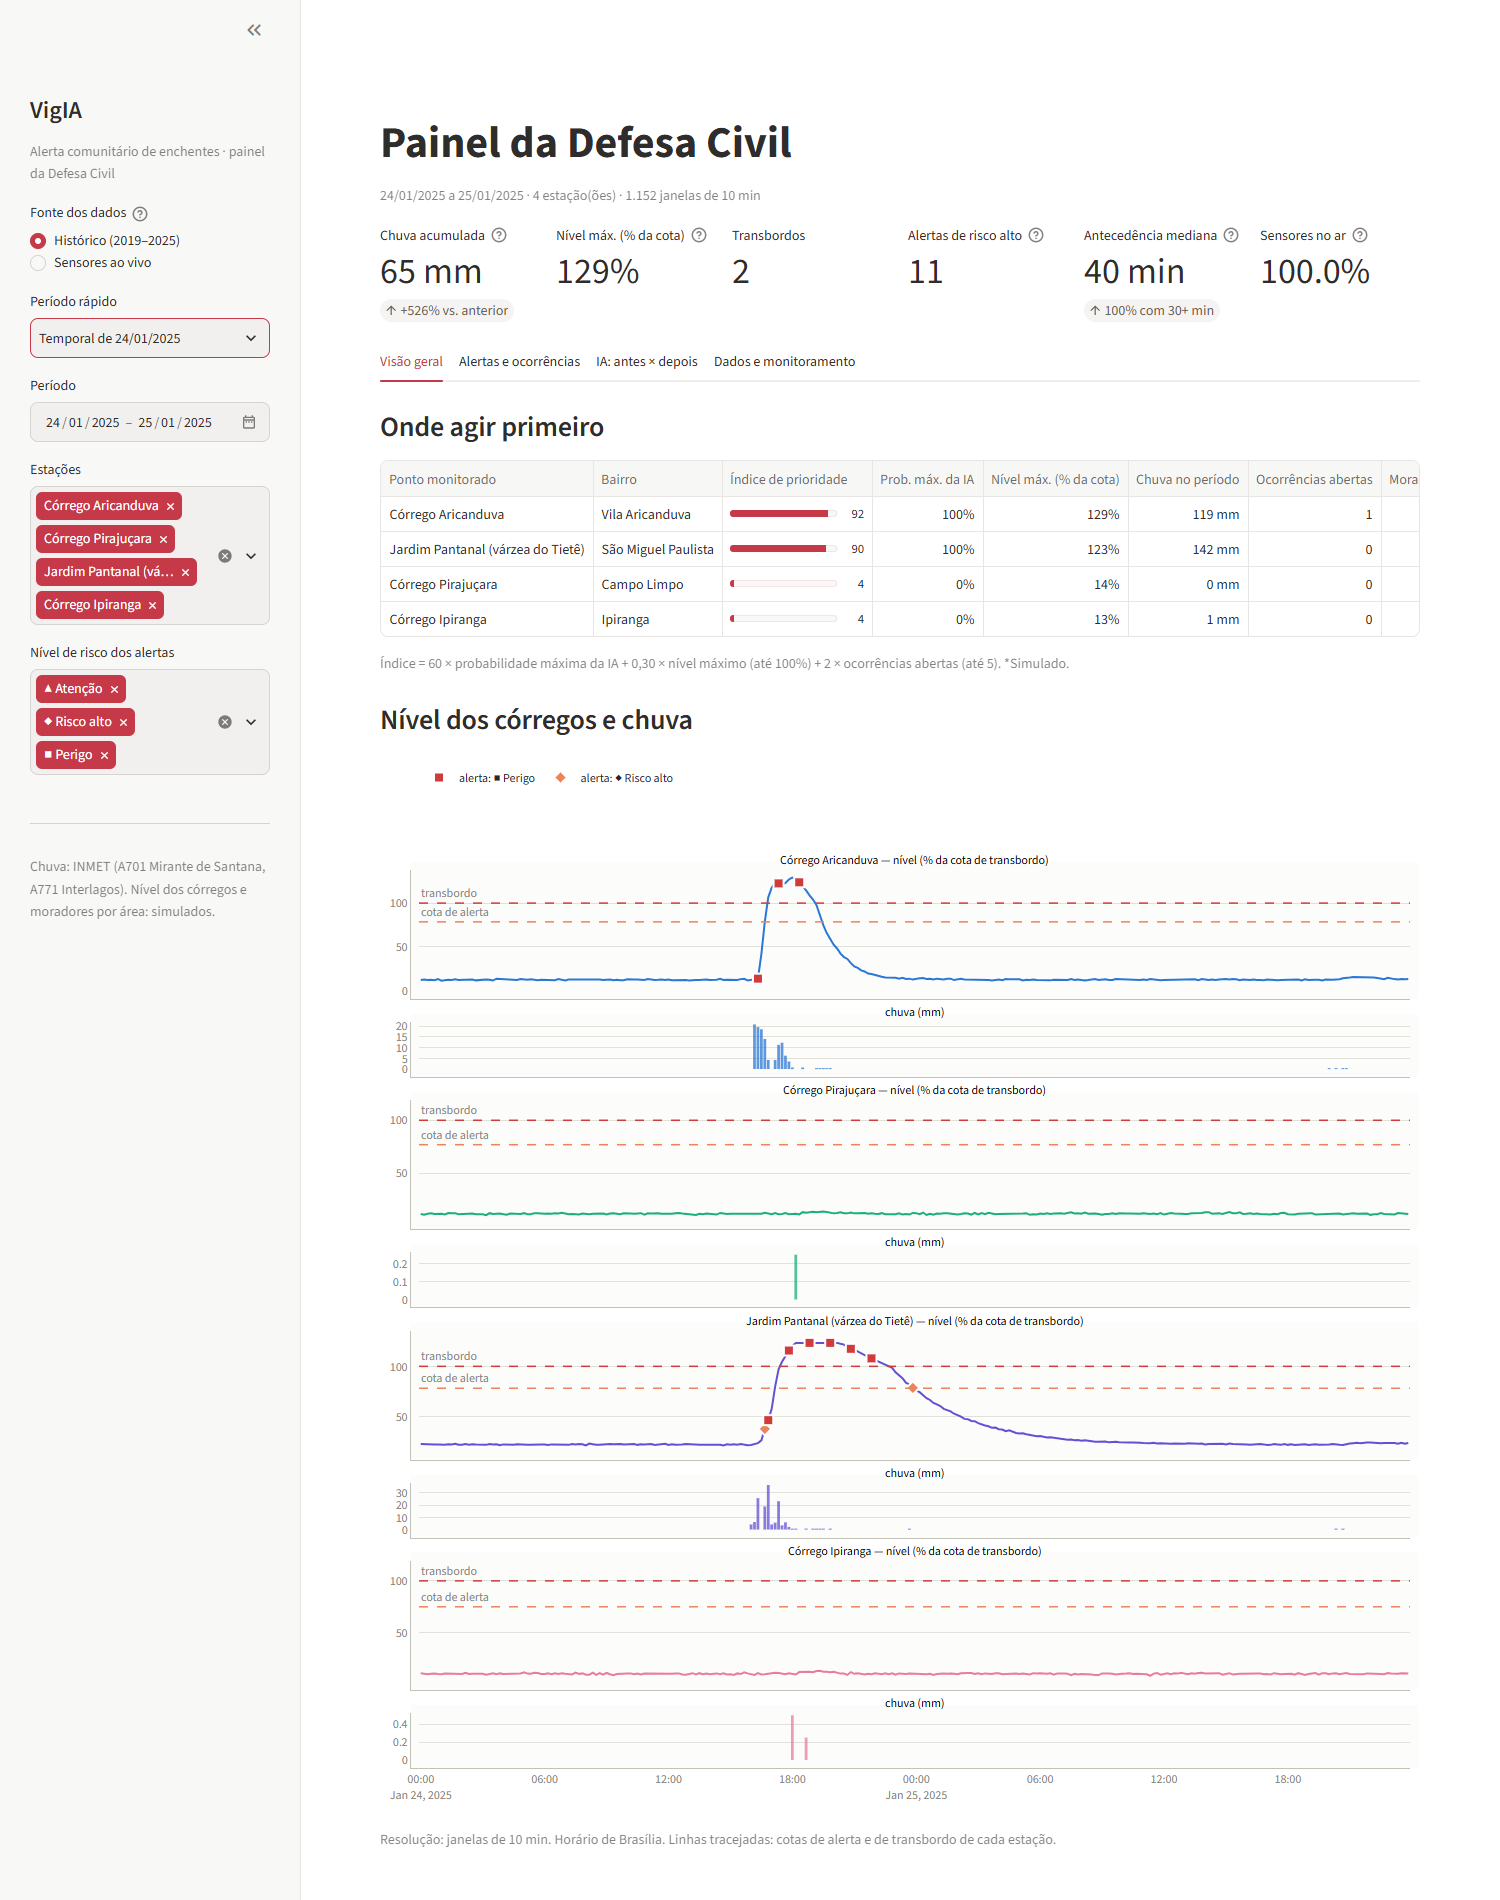 VigIA
Alerta comunitário de enchentes · painel
da Defesa Civil
Fonte dos dados
Histórico (2019–2025)
Sensores ao vivo
Período rápido
Temporal de 24/01/2025
Período
24/01/2025 – 25/01/2025
Estações
Córrego Aricanduva ×
Córrego Pirajuçara ×
Jardim Pantanal (vá… ×
Córrego Ipiranga ×
Nível de risco dos alertas
▲ Atenção ×
◆ Risco alto ×
■ Perigo ×
Chuva: INMET (A701 Mirante de Santana,
A771 Interlagos). Nível dos córregos e
moradores por área: simulados.
Painel da Defesa Civil
24/01/2025 a 25/01/2025 · 4 estação(ões) · 1.152 janelas de 10 min
Chuva acumulada Nível máx. (% da cota) Transbordos Alertas de risco alto Antecedência mediana Sensores no ar
65 mm 129% 2 11 40 min 100.0%
↑ +526% vs. anterior ↑ 100% com 30+ min
Visão geral Alertas e ocorrências IA: antes × depois Dados e monitoramento
Onde agir primeiro
Ponto monitorado Bairro Índice de prioridade Prob. máx. da IA Nível máx. (% da cota) Chuva no período Ocorrências abertas Mora
Córrego Aricanduva Vila Aricanduva 92 100% 129% 119 mm 1
Jardim Pantanal (várzea do Tietê) São Miguel Paulista 90 100% 123% 142 mm 0
Córrego Pirajuçara Campo Limpo 4 0% 14% 0 mm 0
Córrego Ipiranga Ipiranga 4 0% 13% 1 mm 0
Índice = 60 × probabilidade máxima da IA + 0,30 × nível máximo (até 100%) + 2 × ocorrências abertas (até 5). *Simulado.
Nível dos córregos e chuva
alerta: ■ Perigo alerta: ◆ Risco alto
Córrego Aricanduva — nível (% da cota de transbordo)
transbordo
100
cota de alerta
50
0
chuva (mm)
20
15
10
5
0
Córrego Pirajuçara — nível (% da cota de transbordo)
transbordo
100
cota de alerta
50
chuva (mm)
0.2
0.1
0
Jardim Pantanal (várzea do Tietê) — nível (% da cota de transbordo)
transbordo
100
cota de alerta
50
chuva (mm)
30
20
10
0
Córrego Ipiranga — nível (% da cota de transbordo)
transbordo
100
cota de alerta
50
chuva (mm)
0.4
0.2
0
00:00 06:00 12:00 18:00 00:00 06:00 12:00 18:00
Jan 24, 2025 Jan 25, 2025
Resolução: janelas de 10 min. Horário de Brasília. Linhas tracejadas: cotas de alerta e de transbordo de cada estação.